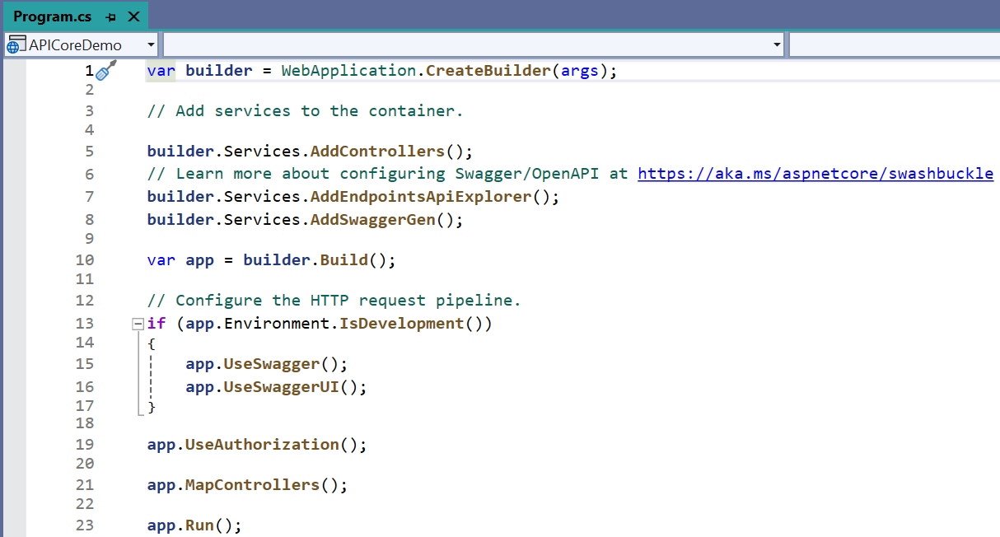 Program.cs
APICoreDemo
1 var builder = WebApplication.CreateBuilder(args);
2
3 // Add services to the container.
4
5 builder.Services.AddControllers();
6 // Learn more about configuring Swagger/OpenAPI at https://aka.ms/aspnetcore/swashbuckle
7 builder.Services.AddEndpointsApiExplorer();
8 builder.Services.AddSwaggerGen();
9
10 var app = builder.Build();
11
12 // Configure the HTTP request pipeline.
13 if (app.Environment.IsDevelopment())
14 {
15     app.UseSwagger();
16     app.UseSwaggerUI();
17 }
18
19 app.UseAuthorization();
20
21 app.MapControllers();
22
23 app.Run();